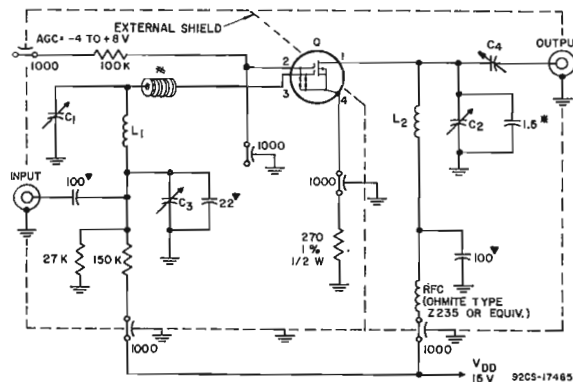 EXTERNAL SHIELD
AGC= -4 TO +8 V
1000
100K
Q
1
2
3
4
C4
OUTPUT
C1
L1
1000
L2
C2
1.5*
INPUT
100▼
C3
22▼
1000
27 K
150K
270
1%
1/2 W
100▼
RFC
(OHMITE TYPE
Z235 OR EQUIV.)
1000
1000
VDD
15 V
92CS-17465